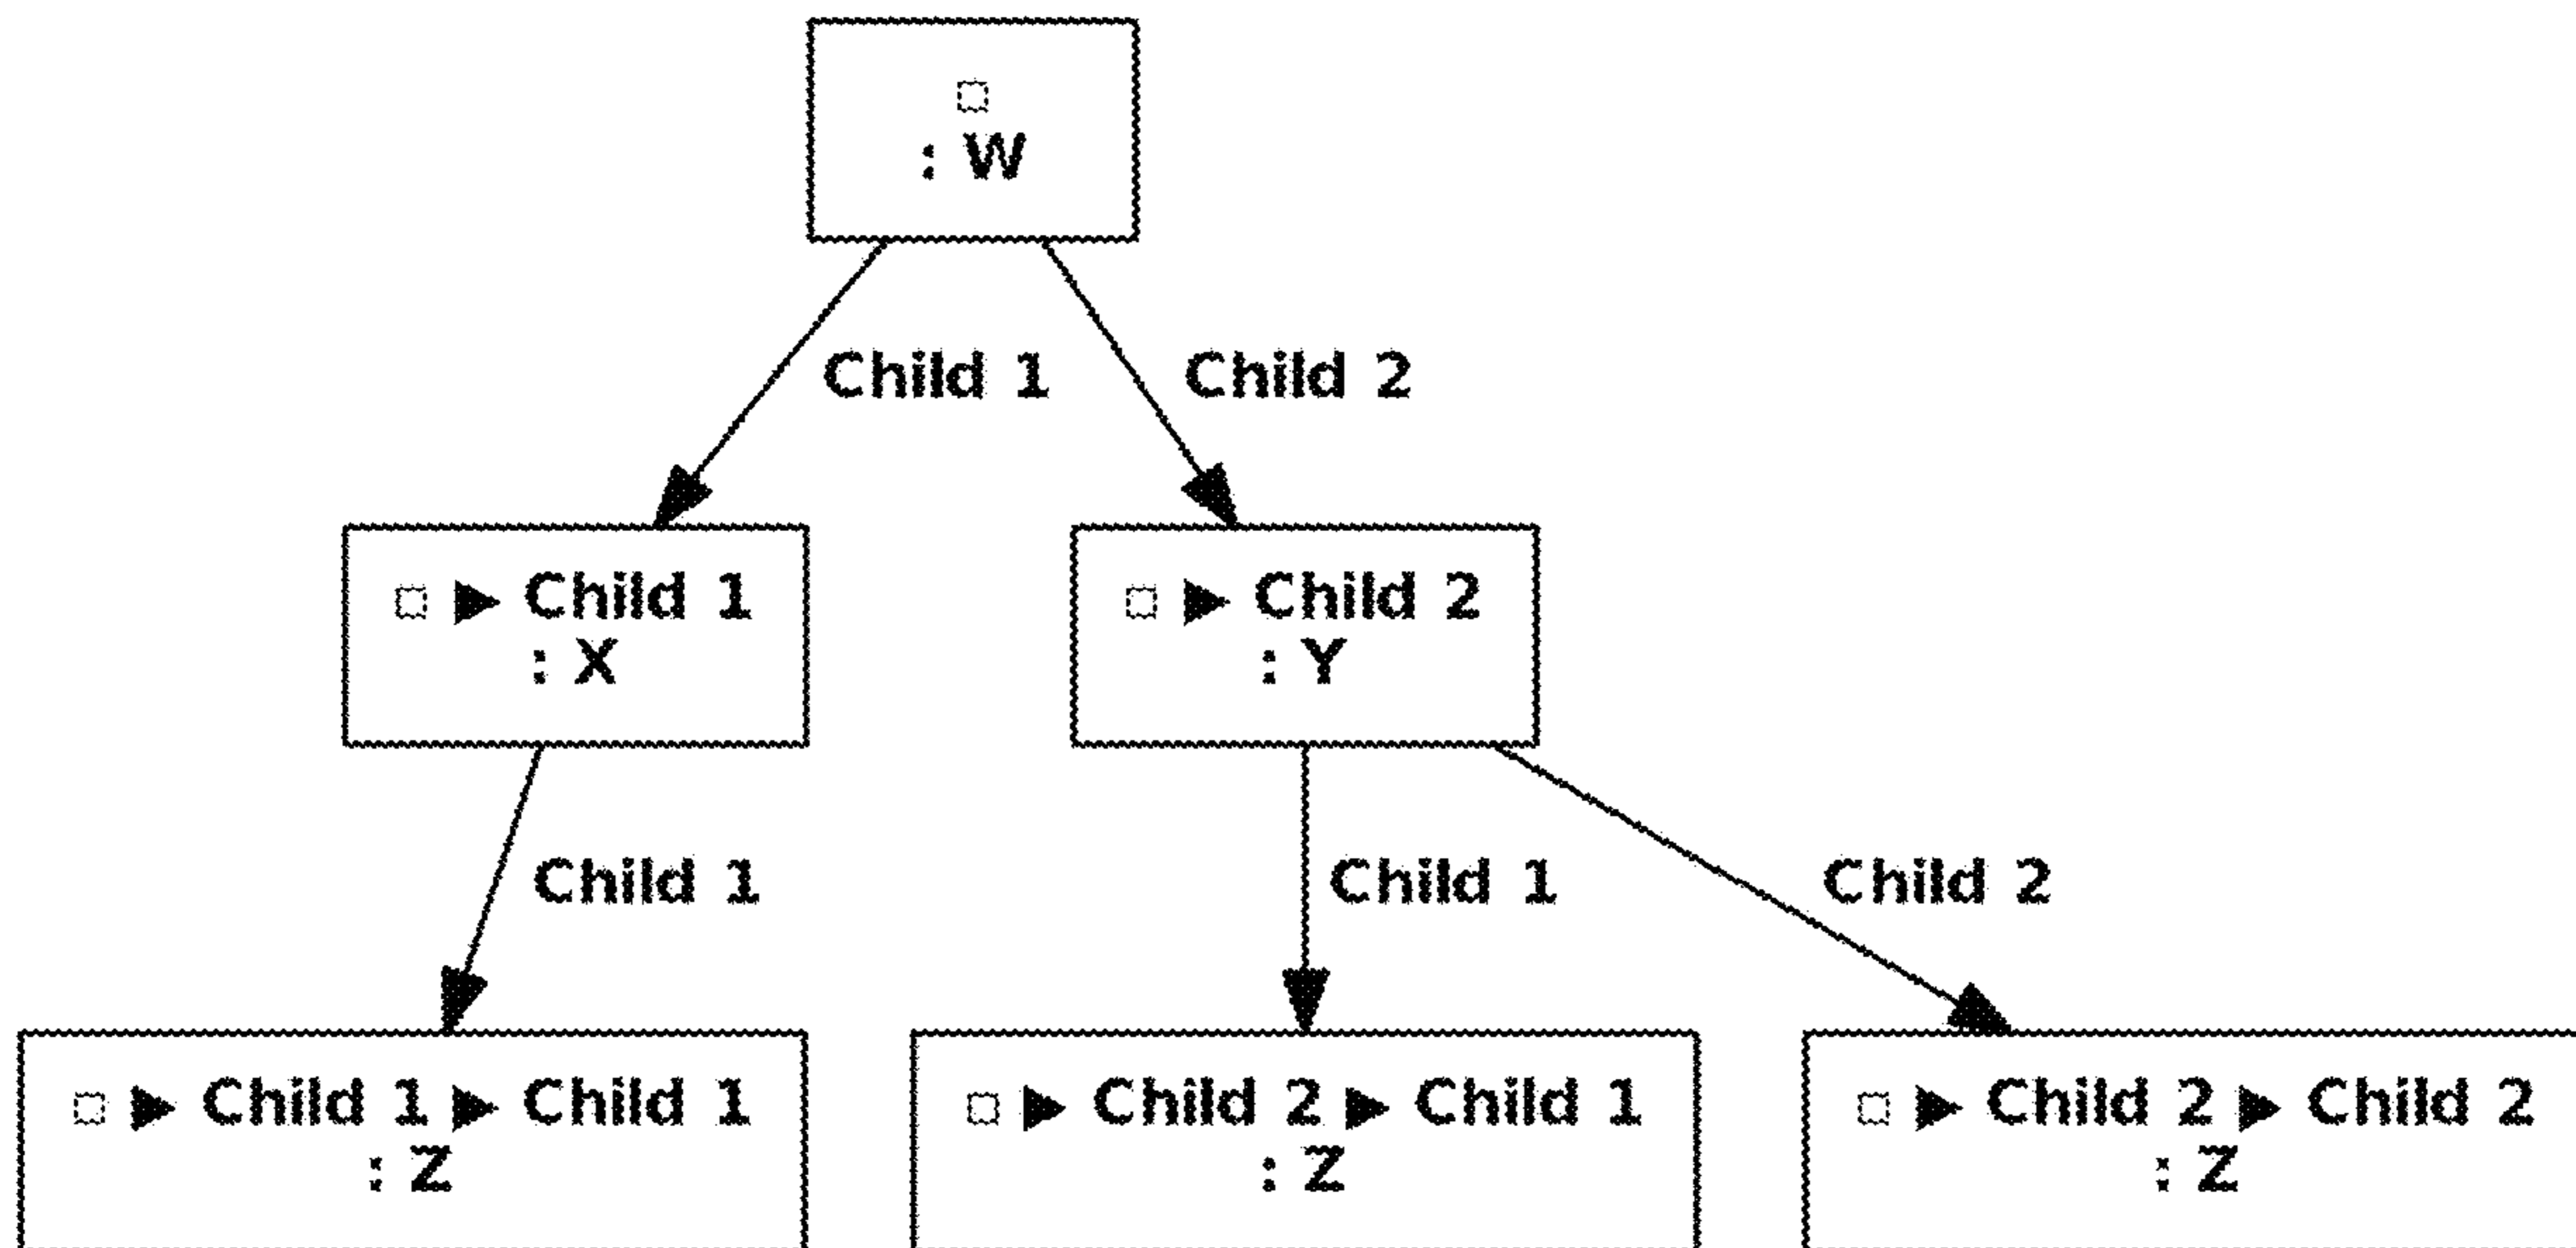 □
: W
Child 1
Child 2
□ ▶ Child 1
: X
□ ▶ Child 2
: Y
Child 1
Child 1
Child 2
□ ▶ Child 1 ▶ Child 1
: Z
□ ▶ Child 2 ▶ Child 1
: Z
□ ▶ Child 2 ▶ Child 2
: Z